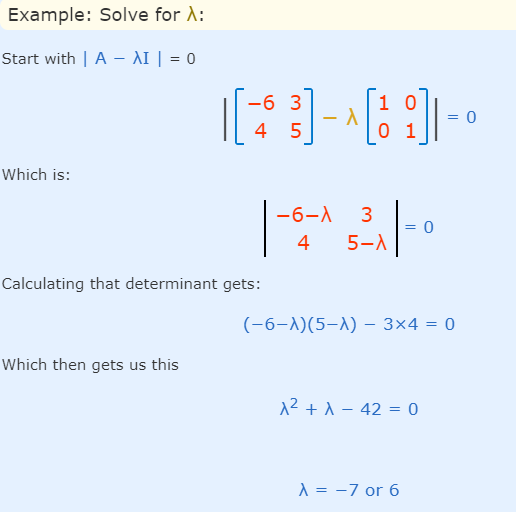 Example: Solve for λ:
Start with | A − λI | = 0
|[−6 3] − λ [1 0]| = 0
|[4 5] [0 1]|
Which is:
|−6−λ 3| = 0
|4 5−λ|
Calculating that determinant gets:
(−6−λ)(5−λ) − 3×4 = 0
Which then gets us this
λ² + λ − 42 = 0
λ = −7 or 6